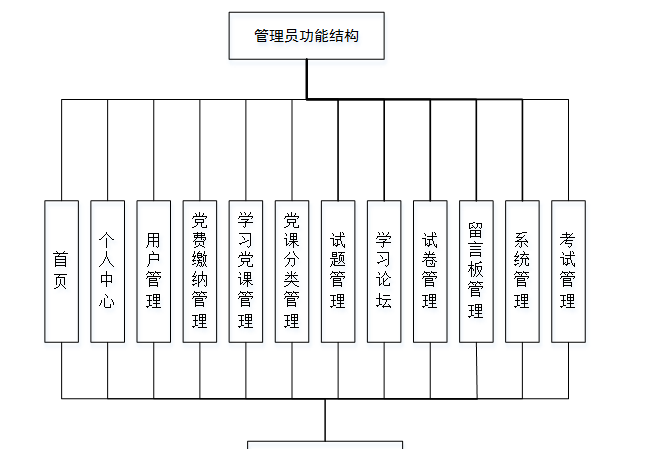 管理员功能结构
首页
个人中心
用户管理
党费缴纳管理
学习党课管理
党课分类管理
试题管理
学习论坛
试卷管理
留言板管理
系统管理
考试管理